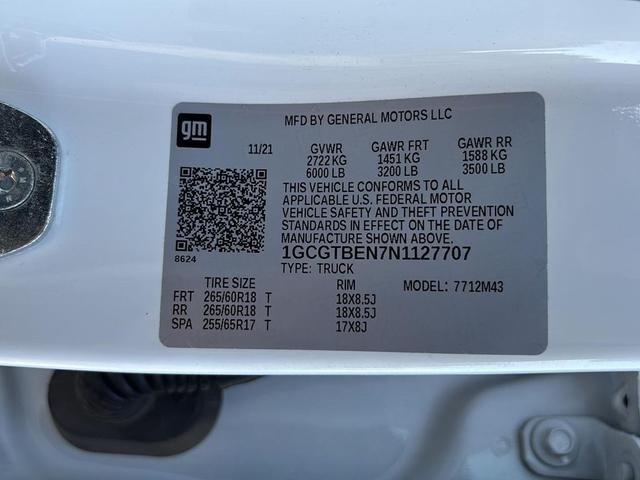 gm
MFD BY GENERAL MOTORS LLC
11/21 GVWR GAWR FRT GAWR RR
2722 KG 1451 KG 1588 KG
6000 LB 3200 LB 3500 LB
THIS VEHICLE CONFORMS TO ALL
APPLICABLE U.S. FEDERAL MOTOR
VEHICLE SAFETY AND THEFT PREVENTION
STANDARDS IN EFFECT ON THE DATE OF
MANUFACTURE SHOWN ABOVE.
8624
1GCGTBEN7N1127707
TYPE: TRUCK
TIRE SIZE RIM MODEL: 7712M43
FRT 265/60R18 T 18X8.5J
RR 265/60R18 T 18X8.5J
SPA 255/65R17 T 17X8J